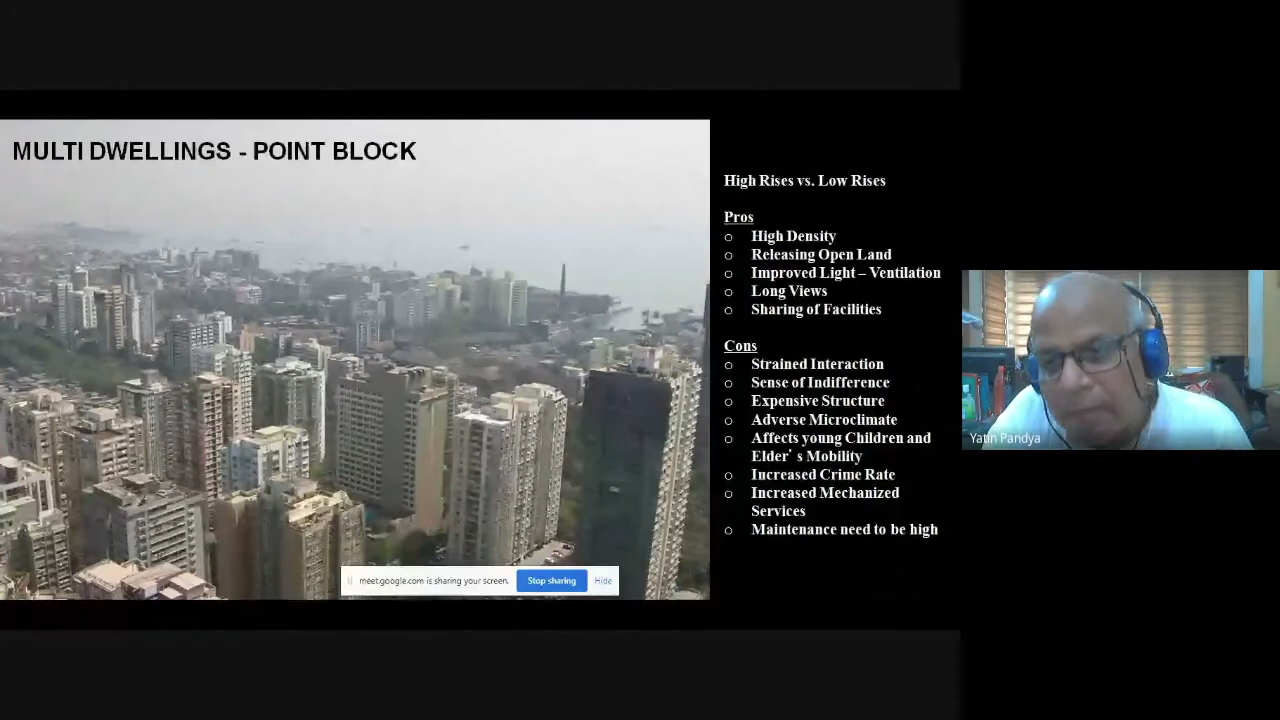 MULTI DWELLINGS - POINT BLOCK
High Rises vs. Low Rises
Pros
o High Density
o Releasing Open Land
o Improved Light – Ventilation
o Long Views
o Sharing of Facilities
Cons
o Strained Interaction
o Sense of Indifference
o Expensive Structure
o Adverse Microclimate
o Affects young Children and
Elder's Mobility
o Increased Crime Rate
o Increased Mechanized
Services
o Maintenance need to be high
Yatin Pandya
meet.google.com is sharing your screen. Stop sharing Hide